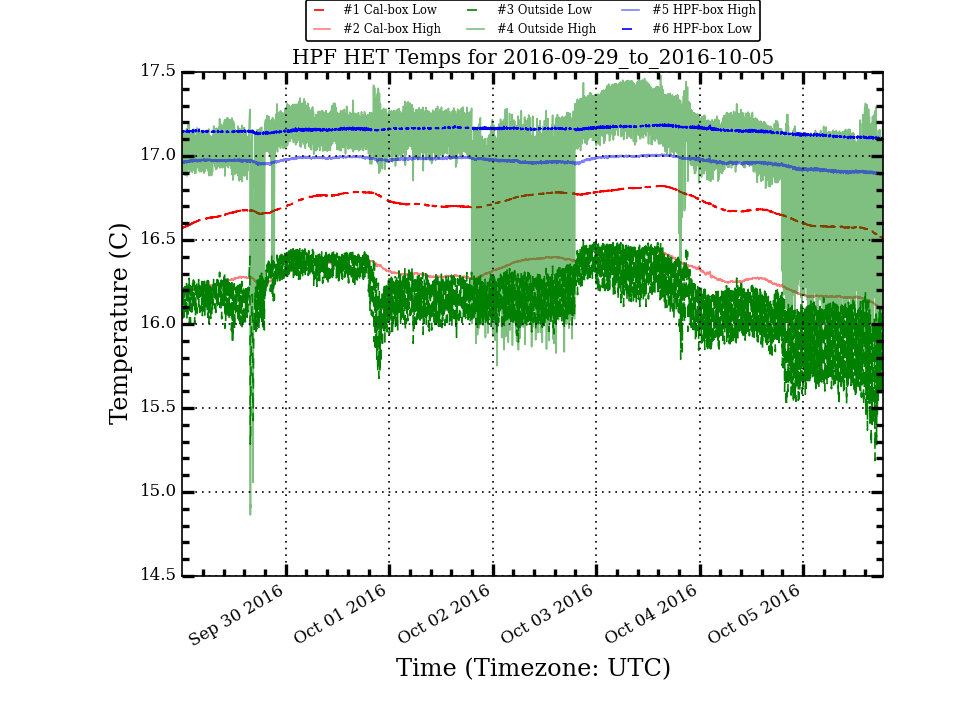 #1 Cal-box Low #3 Outside Low #5 HPF-box High
#2 Cal-box High #4 Outside High #6 HPF-box Low
HPF HET Temps for 2016-09-29_to_2016-10-05
17.5
17.0
16.5
16.0
15.5
15.0
14.5
Temperature (C)
Sep 30 2016 Oct 01 2016 Oct 02 2016 Oct 03 2016 Oct 04 2016 Oct 05 2016
Time (Timezone: UTC)